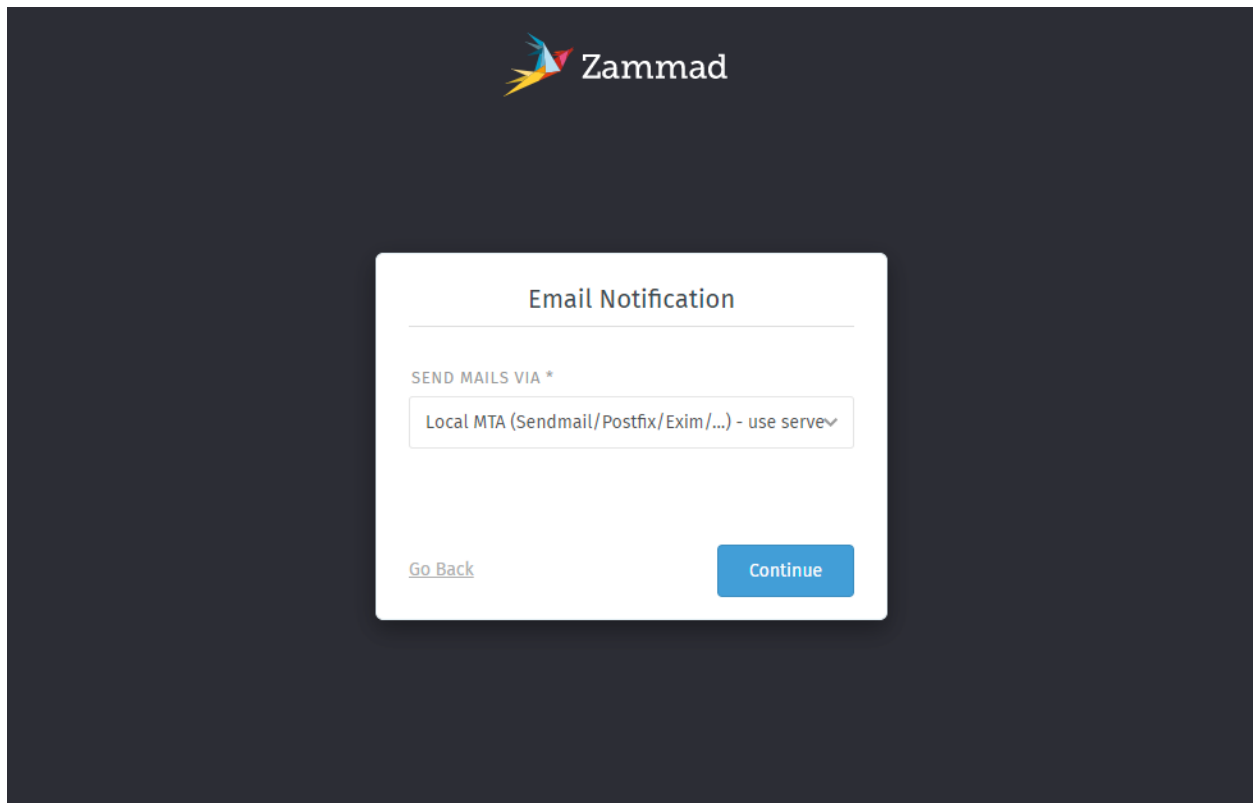 Zammad
Email Notification
SEND MAILS VIA *
Local MTA (Sendmail/Postfix/Exim/...) - use serve
Go Back
Continue